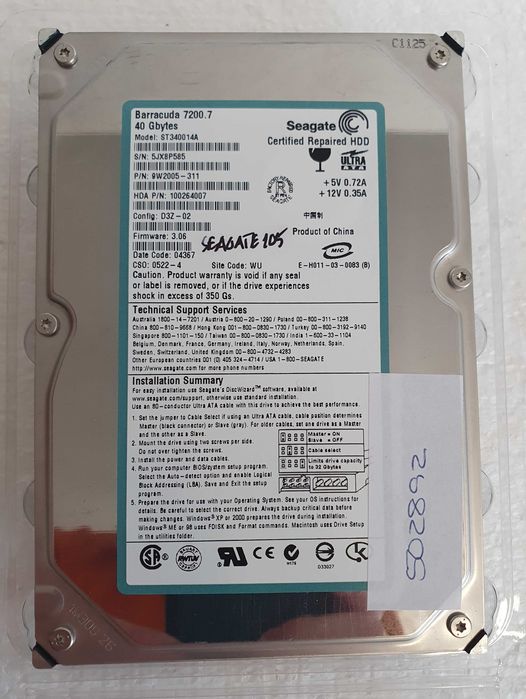 C1125
Barracuda 7200.7
40 Gbytes
Model: ST340014A
Seagate
Certified Repaired HDD
S/N: 5JX8P585
ULTRA
ATA
P/N: 9W2005-311
+5V 0.72A
+12V 0.35A
FACTORY REPAIRED
R
SEAGATE
HDA P/N: 100264007
Config: D3Z-02
中国制
Firmware: 3.06
SEAGATE 105
Product of China
Date Code: 04367
MIC
CSO: 0522-4
Site Code: WU
E-H011-03-0083 (B)
Caution. Product warranty is void if any seal
or label is removed, or if the drive experiences
shock in excess of 350 Gs.
Technical Support Services
Australia 1800-14-7201 / Austria 0-800-20-1290 / Poland 00-800-311-1238
China 800-810-9668 / Hong Kong 001-800-0830-1730 / Turkey 00-800-3192-9140
Singapore 800-1101-150 / Taiwan 00-800-0830-1730 / India 1-600-33-1104
Belgium, Denmark, France, Germany, Ireland, Italy, Norway, Netherlands, Spain,
Sweden, Switzerland, United Kingdom 00-800-4732-4283
Other European countries 001 (0) 405 324-4714 / USA 1-800-SEAGATE
http://www.seagate.com for more phone numbers
Installation Summary
For easy installation use Seagate's DiscWizard™ software, available at
www.seagate.com/support, otherwise use standard installation.
Use an 80-conductor Ultra ATA cable with this drive to achieve the best performance.
1. Set the jumper to Cable Select if using an Ultra ATA cable, cable position determines
Master (black connector) or Slave (gray). For older cables, set one drive as a Master
and the other as a Slave.
2. Mount the drive using two screws per side.
Do not over tighten the screws.
3. Install the power and data cables.
4. Run your computer BIOS/system setup program.
Select the Auto-detect option and enable Logical
Block Addressing (LBA). Save and Exit the setup
program.
Master = ON
Slave = OFF
Cable select
Limits drive capacity
to 32 Gbytes
5. Prepare the drive for use with your Operating System. See your OS instructions for
details. Be careful to select the correct drive. Always backup critical data before
making changes. Windows® XP or 2000 prepares the drive during installation.
Windows® ME or 98 uses FDISK and Format commands. Macintosh uses Drive Setup
in the utilities folder.
CE
N176
D33027
502892